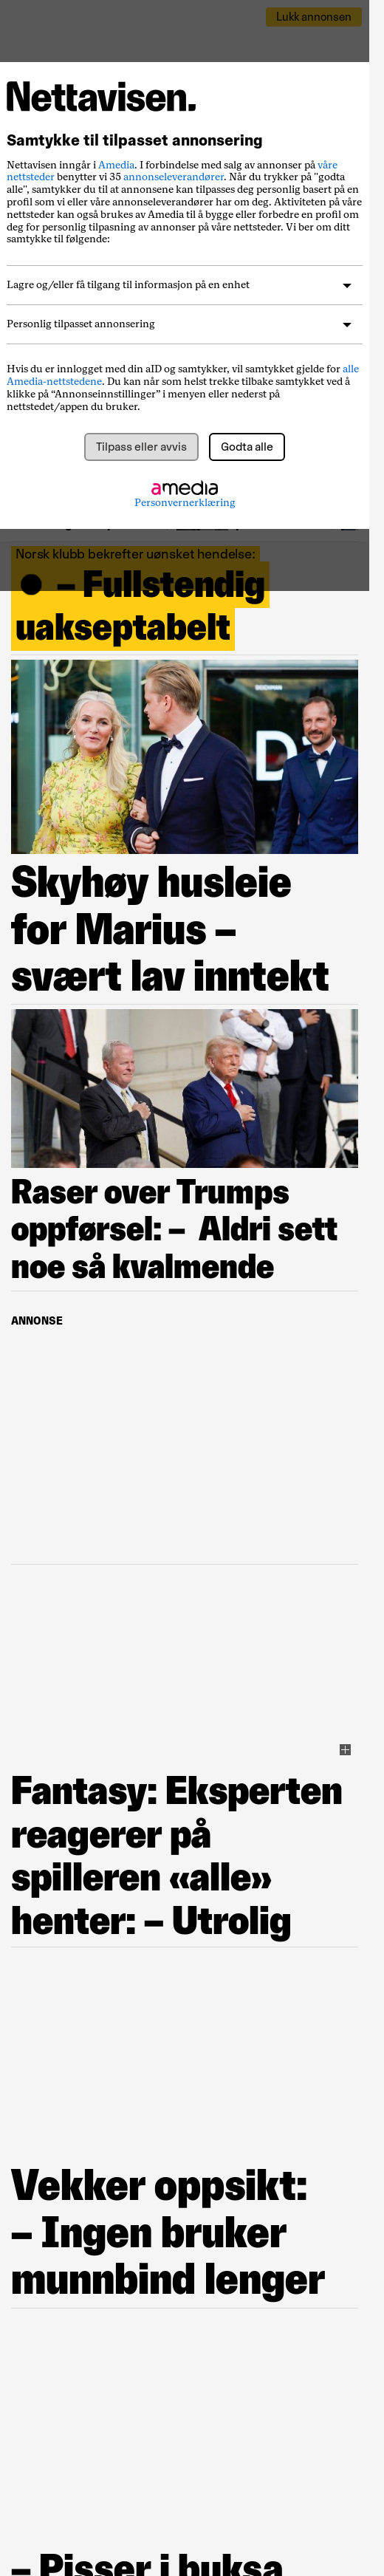 Lukk annonsen
Nettavisen.
Samtykke til tilpasset annonsering
Nettavisen inngår i Amedia. I forbindelse med salg av annonser på våre
nettsteder benytter vi 35 annonseleverandører. Når du trykker på "godta
alle", samtykker du til at annonsene kan tilpasses deg personlig basert på en
profil som vi eller våre annonseleverandører har om deg. Aktiviteten på våre
nettsteder kan også brukes av Amedia til å bygge eller forbedre en profil om
deg for personlig tilpasning av annonser på våre nettsteder. Vi ber om ditt
samtykke til følgende:
Lagre og/eller få tilgang til informasjon på en enhet
Personlig tilpasset annonsering
Hvis du er innlogget med din aID og samtykker, vil samtykket gjelde for alle
Amedia-nettstedene. Du kan når som helst trekke tilbake samtykket ved å
klikke på “Annonseinnstillinger” i menyen eller nederst på
nettstedet/appen du bruker.
Tilpass eller avvis
Godta alle
amedia
Personvernerklæring
Norsk klubb bekrefter uønsket hendelse:
– Fullstendig
uakseptabelt
D
Skyhøy husleie
for Marius –
svært lav inntekt
Raser over Trumps
oppførsel: – Aldri sett
noe så kvalmende
ANNONSE
Fantasy: Eksperten
reagerer på
spilleren «alle»
henter: – Utrolig
Vekker oppsikt:
– Ingen bruker
munnbind lenger
– Pisser i buksa